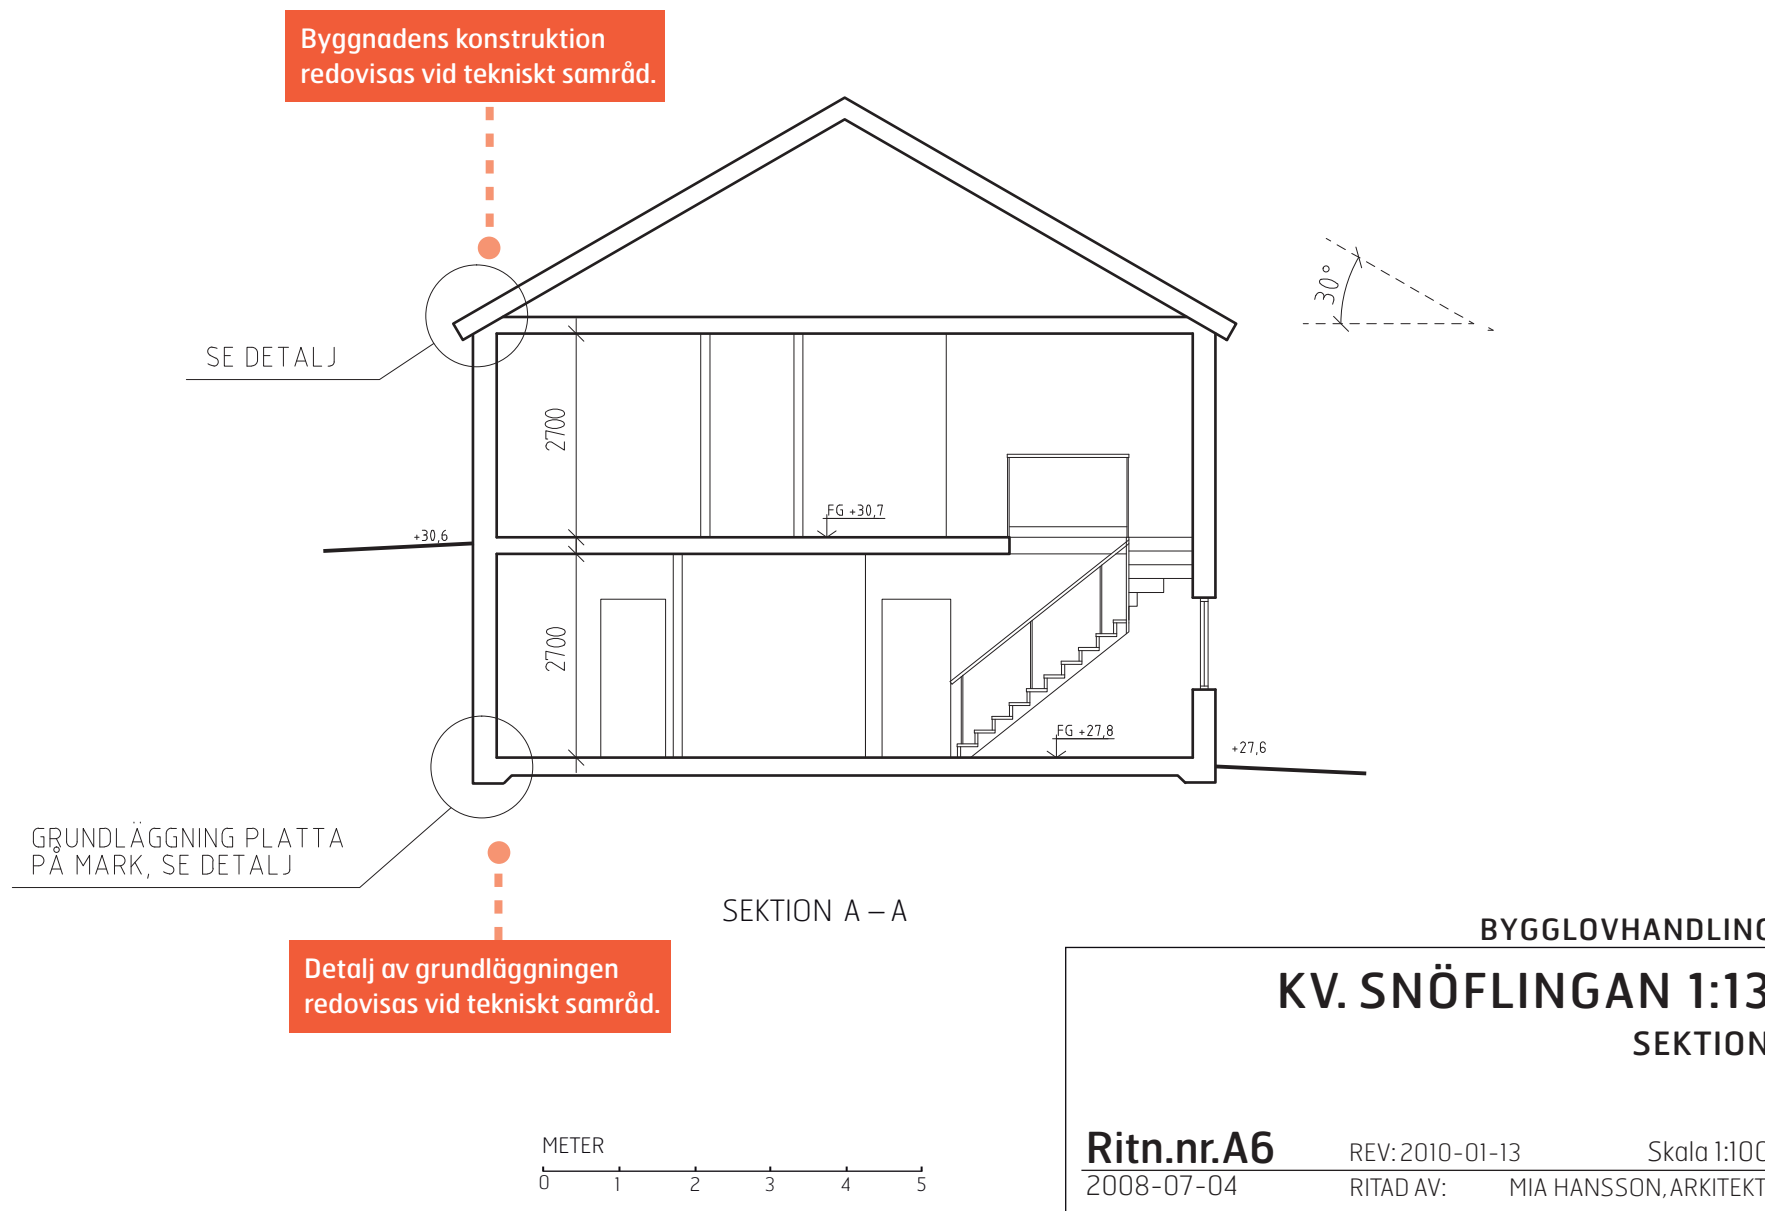 Byggnadens konstruktion
redovisas vid tekniskt samråd.
30°
SE DETALJ
2700
FG +30,7
+30,6
2700
FG +27,8
+27,6
GRUNDLÄGGNING PLATTA
PÅ MARK, SE DETALJ
SEKTION A – A
Detalj av grundläggningen
redovisas vid tekniskt samråd.
BYGGLOVHANDLING
KV. SNÖFLINGAN 1:13
SEKTION
METER
0 1 2 3 4 5
Ritn.nr.A6 REV: 2010-01-13 Skala 1:100
2008-07-04 RITAD AV: MIA HANSSON, ARKITEKT